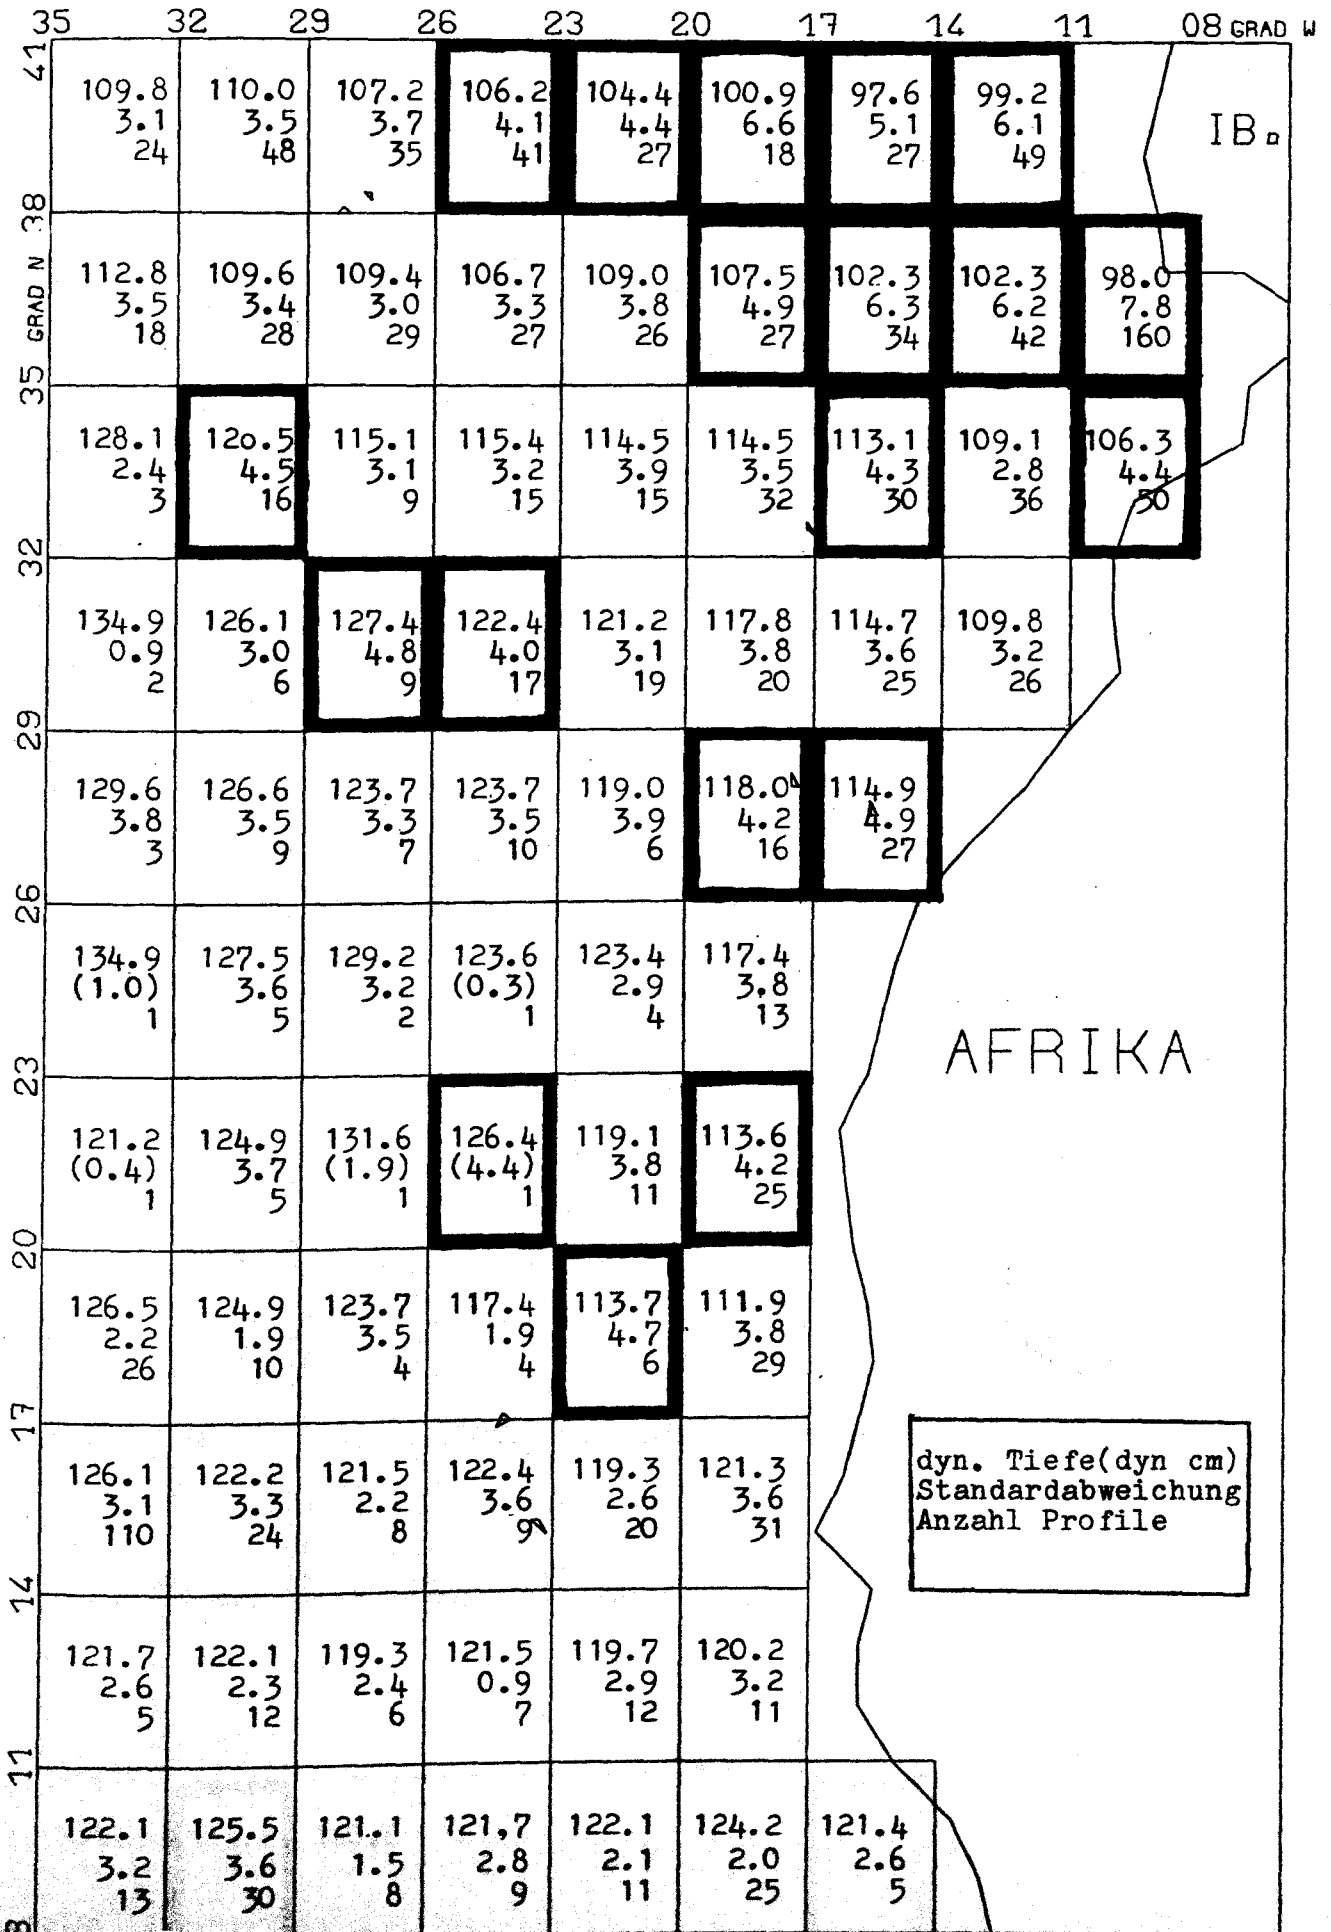 35 32 29 26 23 20 17 14 11 08 GRAD W
41
109.8 110.0 107.2 106.2 104.4 100.9 97.6 99.2
3.1 3.5 3.7 4.1 4.4 6.6 5.1 6.1 IB.
24 48 35 41 27 18 27 49
38
GRAD N
112.8 109.6 109.4 106.7 109.0 107.5 102.3 102.3 98.0
3.5 3.4 3.0 3.3 3.8 4.9 6.3 6.2 7.8
18 28 29 27 26 27 34 42 160
35
128.1 120.5 115.1 115.4 114.5 114.5 113.1 109.1 106.3
2.4 4.5 3.1 3.2 3.9 3.5 4.3 2.8 4.4
3 16 9 15 15 32 30 36 50
32
134.9 126.1 127.4 122.4 121.2 117.8 114.7 109.8
0.9 3.0 4.8 4.0 3.1 3.8 3.6 3.2
2 6 9 17 19 20 25 26
29
129.6 126.6 123.7 123.7 119.0 118.0 114.9
3.8 3.5 3.3 3.5 3.9 4.2 4.9
3 9 7 10 6 16 27
26
134.9 127.5 129.2 123.6 123.4 117.4
(1.0) 3.6 3.2 (0.3) 2.9 3.8
1 5 2 1 4 13
AFRIKA
23
121.2 124.9 131.6 126.4 119.1 113.6
(0.4) 3.7 (1.9) (4.4) 3.8 4.2
1 5 1 1 11 25
20
126.5 124.9 123.7 117.4 113.7 111.9
2.2 1.9 3.5 1.9 4.7 3.8
26 10 4 4 6 29
17
126.1 122.2 121.5 122.4 119.3 121.3
3.1 3.3 2.2 3.6 2.6 3.6
110 24 8 9 20 31
dyn. Tiefe(dyn cm)
Standardabweichung
Anzahl Profile
14
121.7 122.1 119.3 121.5 119.7 120.2
2.6 2.3 2.4 0.9 2.9 3.2
5 12 6 7 12 11
11
122.1 125.5 121.1 121,7 122.1 124.2 121.4
3.2 3.6 1.5 2.8 2.1 2.0 2.6
13 30 8 9 11 25 5